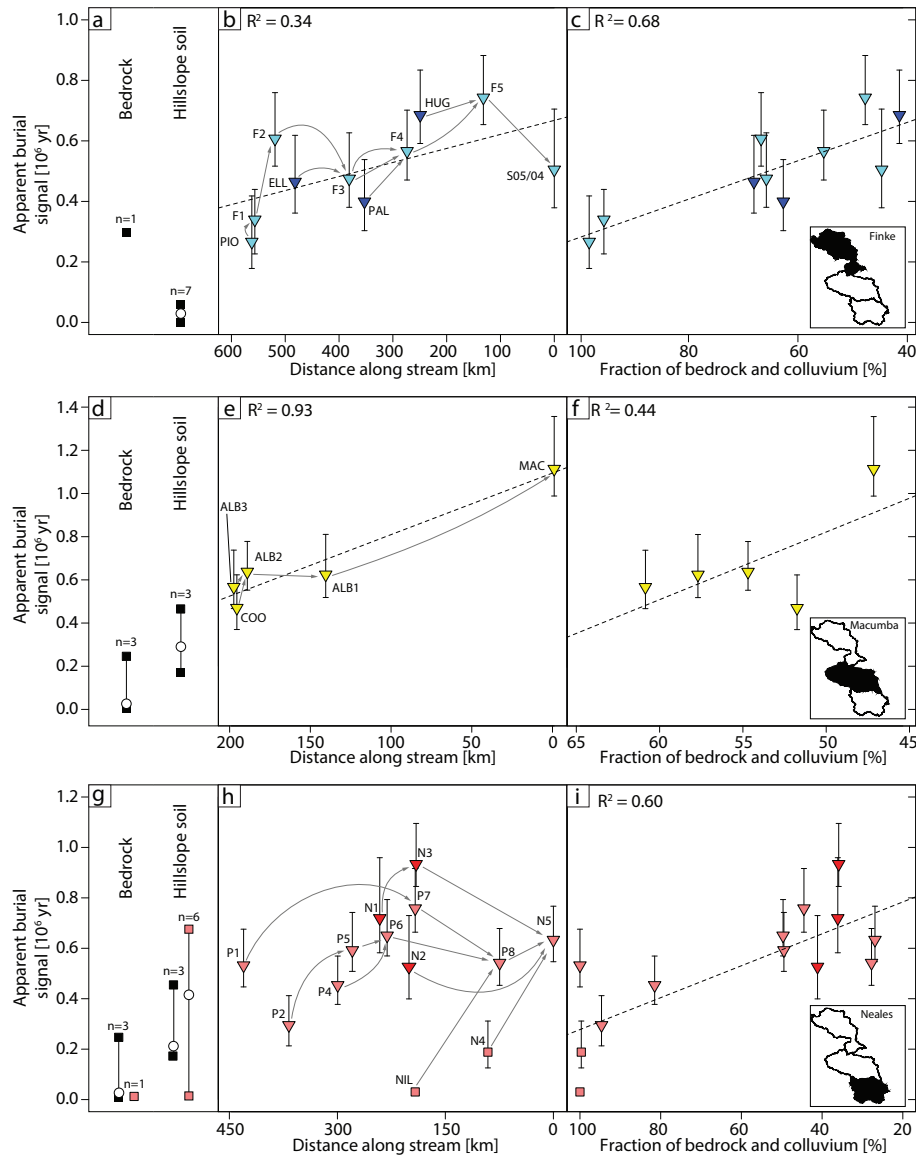 a
b
R² = 0.34
c
R² = 0.68
Apparent burial
signal [10⁶ yr]
1.0
0.8
0.6
0.4
0.2
0.0
Bedrock
Hillslope soil
n=1
n=7
PIO
F1
F2
ELL
F3
PAL
F4
HUG
F5
S05/04
Finke
600
500
400
300
200
100
0
Distance along stream [km]
100
80
60
40
Fraction of bedrock and colluvium [%]
d
e
R² = 0.93
f
R² = 0.44
Apparent burial
signal [10⁶ yr]
1.4
1.2
1.0
0.8
0.6
0.4
0.2
0.0
Bedrock
Hillslope soil
n=3
n=3
ALB3
ALB2
COO
ALB1
MAC
Macumba
200
150
100
50
0
Distance along stream [km]
65
60
55
50
45
Fraction of bedrock and colluvium [%]
g
h
i
R² = 0.60
Apparent burial
signal [10⁶ yr]
1.2
1.0
0.8
0.6
0.4
0.2
0.0
Bedrock
Hillslope soil
n=3
n=1
n=3
n=6
P1
P2
P5
P4
N1
P6
N3
P7
N2
NIL
P8
N4
N5
Neales
450
300
150
0
Distance along stream [km]
100
80
60
40
20
Fraction of bedrock and colluvium [%]